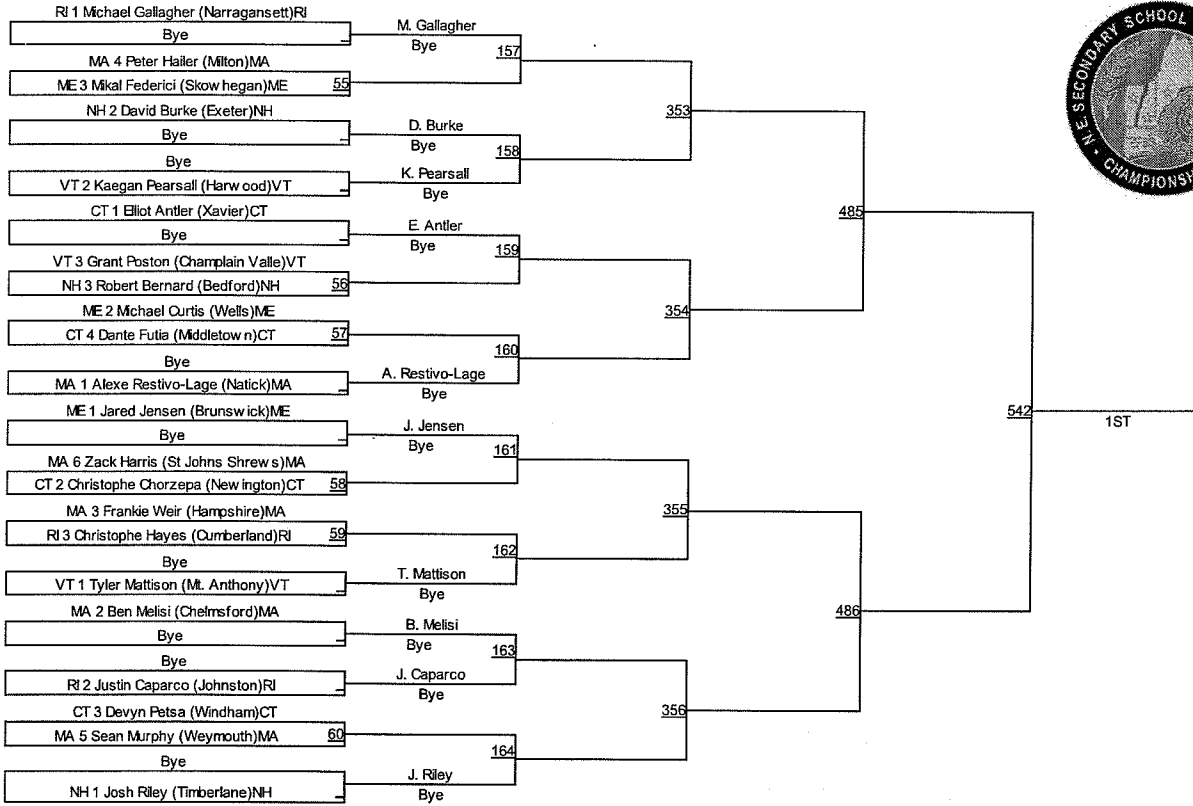 RI 1 Michael Gallagher (Narragansett)RI
Bye
MA 4 Peter Hailer (Milton)MA
ME 3 Mikal Federici (Skowhegan)ME
55
NH 2 David Burke (Exeter)NH
Bye
Bye
VT 2 Kaegan Pearsall (Harwood)VT
CT 1 Elliot Antler (Xavier)CT
Bye
VT 3 Grant Poston (Champlain Valle)VT
NH 3 Robert Bernard (Bedford)NH
56
ME 2 Michael Curtis (Wells)ME
CT 4 Dante Futia (Middletown)CT
57
Bye
MA 1 Alexe Restivo-Lage (Natick)MA
ME 1 Jared Jensen (Brunswick)ME
Bye
MA 6 Zack Harris (St Johns Shrews)MA
CT 2 Christophe Chorzepa (Newington)CT
58
MA 3 Frankie Weir (Hampshire)MA
RI 3 Christophe Hayes (Cumberland)RI
59
Bye
VT 1 Tyler Mattison (Mt. Anthony)VT
MA 2 Ben Melisi (Chelmsford)MA
Bye
Bye
RI 2 Justin Caparco (Johnston)RI
CT 3 Devyn Petsa (Windham)CT
MA 5 Sean Murphy (Weymouth)MA
60
Bye
NH 1 Josh Riley (Timberlane)NH
M. Gallagher
Bye
157
D. Burke
Bye
158
K. Pearsall
Bye
E. Antler
Bye
159
160
A. Restivo-Lage
Bye
J. Jensen
Bye
161
162
T. Mattison
Bye
B. Melisi
Bye
163
J. Caparco
Bye
164
J. Riley
Bye
353
354
355
356
485
486
542
1ST
N.E. SECONDARY SCHOOL
CHAMPIONSH